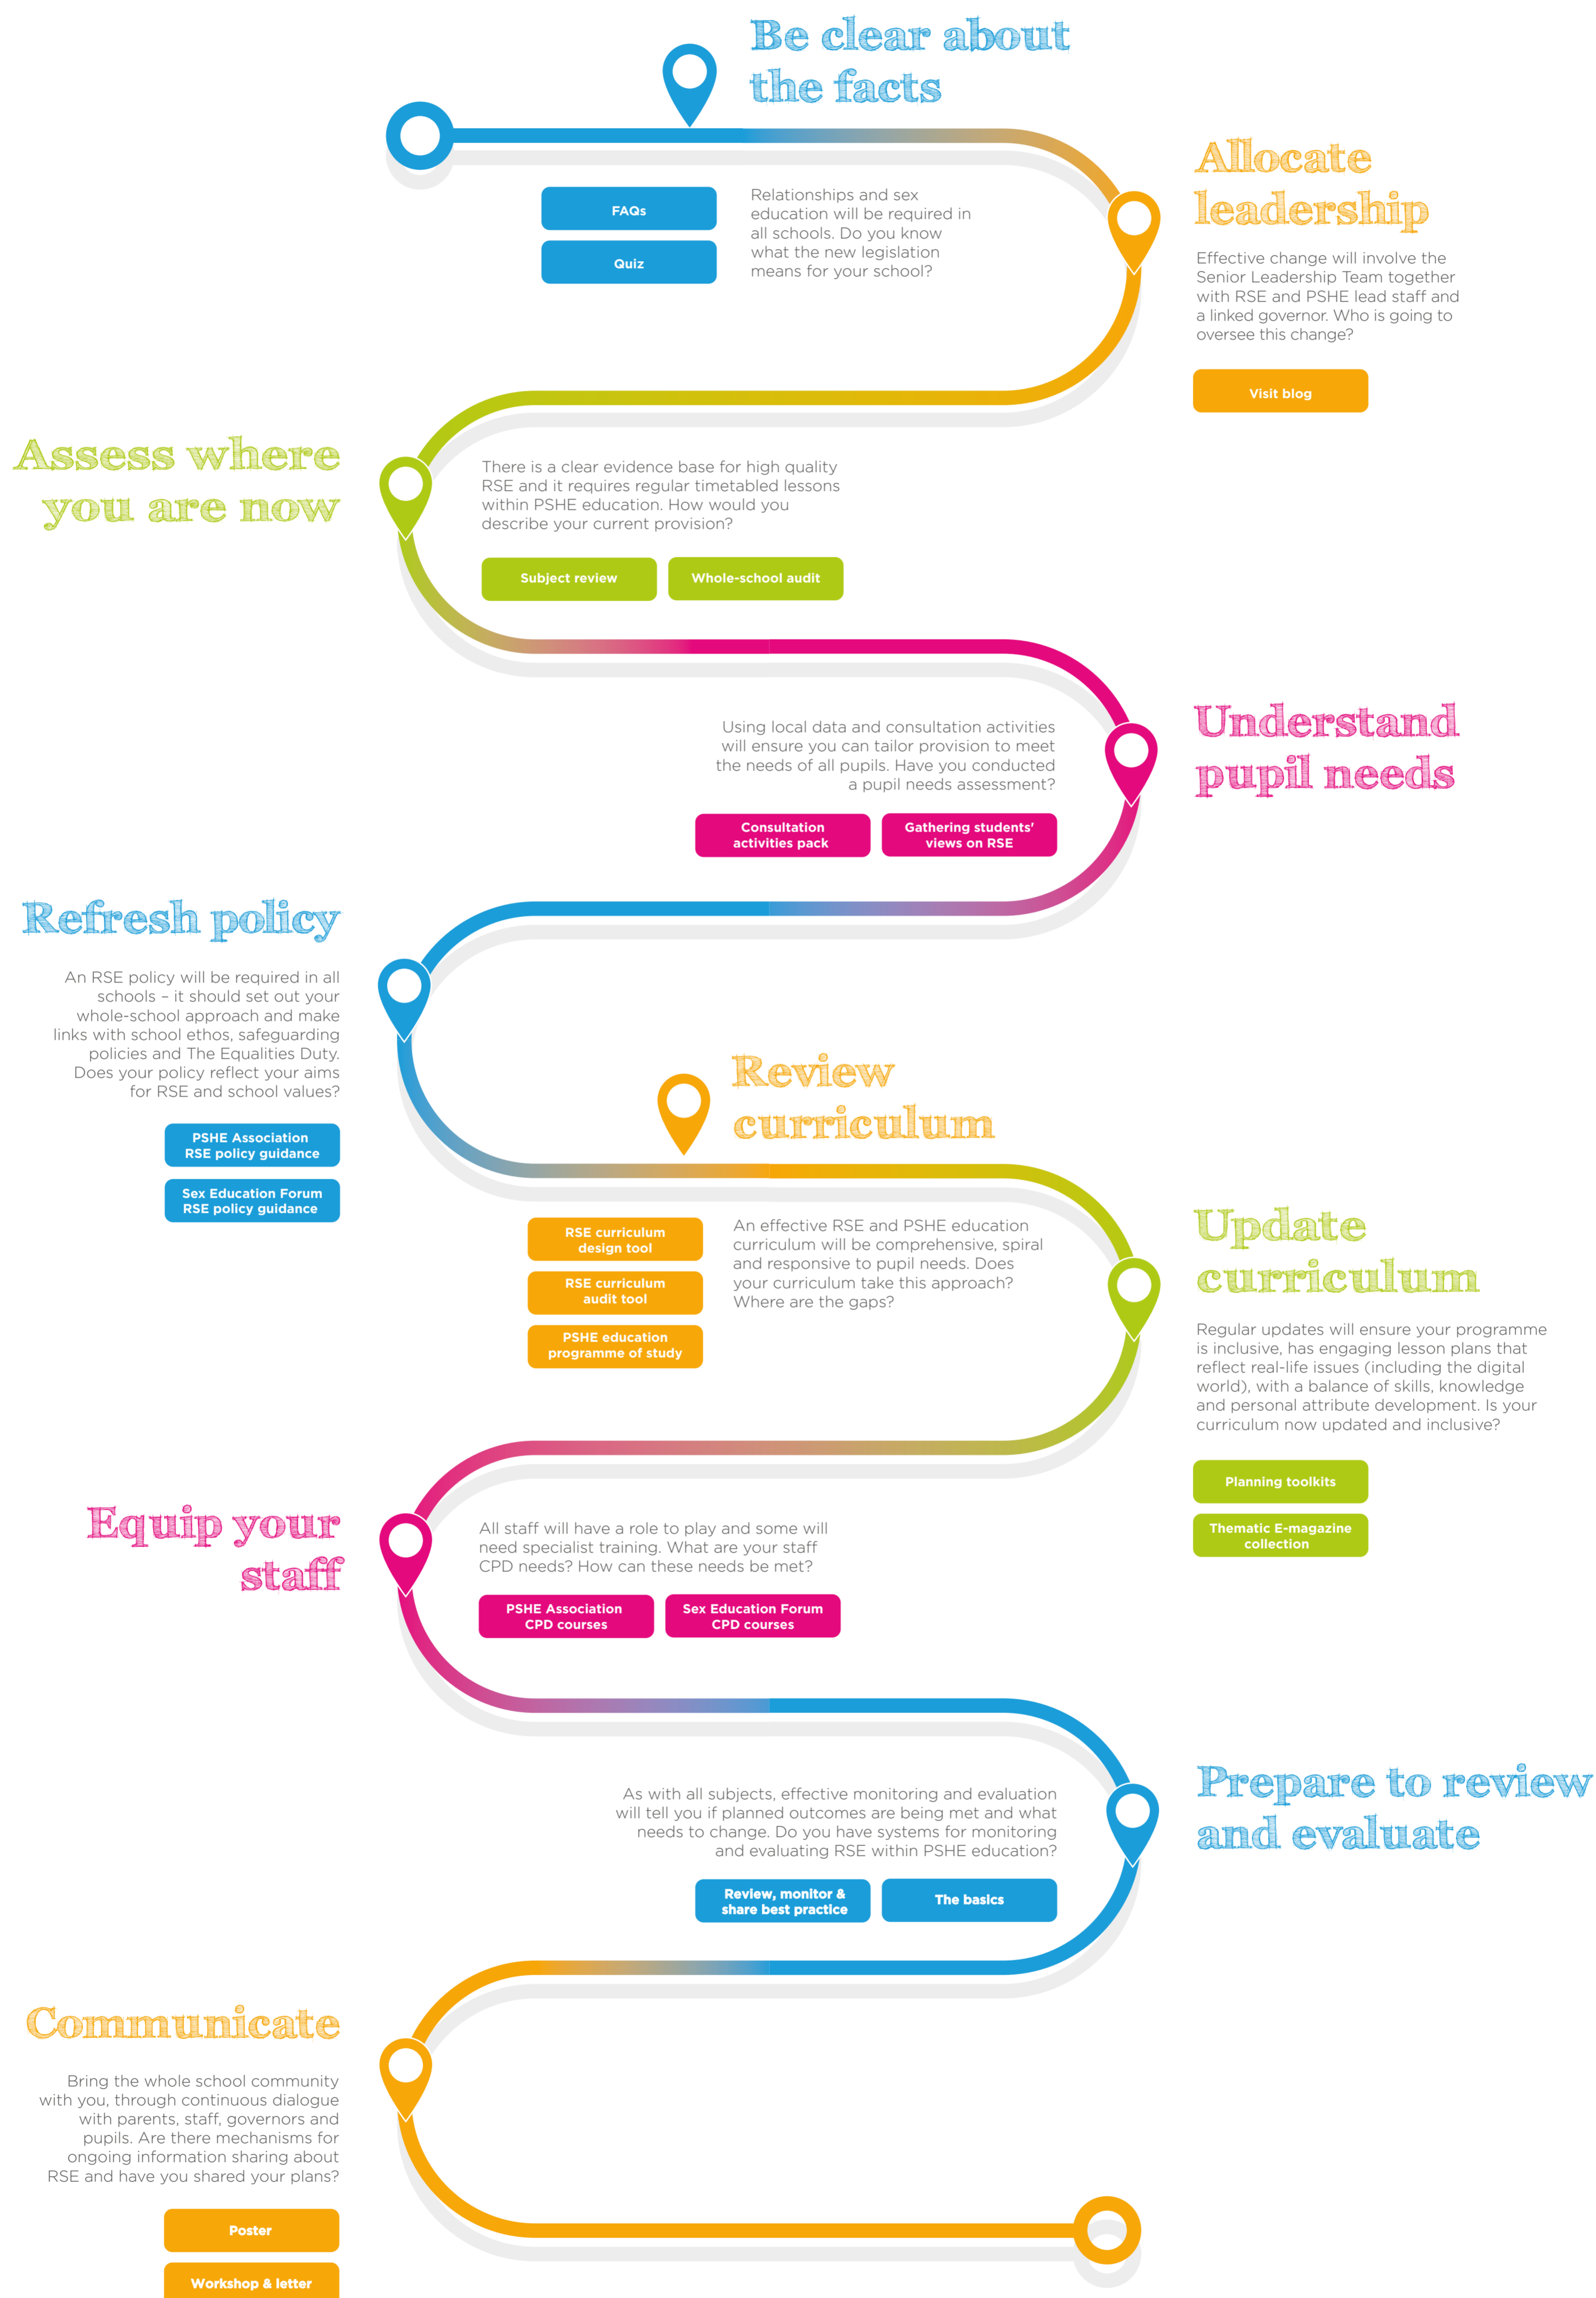 Be clear about
the facts
FAQs
Quiz
Relationships and sex
education will be required in
all schools. Do you know
what the new legislation
means for your school?
Allocate
leadership
Effective change will involve the
Senior Leadership Team together
with RSE and PSHE lead staff and
a linked governor. Who is going to
oversee this change?
Visit blog
Assess where
you are now
There is a clear evidence base for high quality
RSE and it requires regular timetabled lessons
within PSHE education. How would you
describe your current provision?
Subject review
Whole-school audit
Understand
pupil needs
Using local data and consultation activities
will ensure you can tailor provision to meet
the needs of all pupils. Have you conducted
a pupil needs assessment?
Consultation
activities pack
Gathering students'
views on RSE
Refresh policy
An RSE policy will be required in all
schools – it should set out your
whole-school approach and make
links with school ethos, safeguarding
policies and The Equalities Duty.
Does your policy reflect your aims
for RSE and school values?
PSHE Association
RSE policy guidance
Sex Education Forum
RSE policy guidance
Review
curriculum
RSE curriculum
design tool
RSE curriculum
audit tool
PSHE education
programme of study
An effective RSE and PSHE education
curriculum will be comprehensive, spiral
and responsive to pupil needs. Does
your curriculum take this approach?
Where are the gaps?
Update
curriculum
Regular updates will ensure your programme
is inclusive, has engaging lesson plans that
reflect real-life issues (including the digital
world), with a balance of skills, knowledge
and personal attribute development. Is your
curriculum now updated and inclusive?
Planning toolkits
Thematic E-magazine
collection
Equip your
staff
All staff will have a role to play and some will
need specialist training. What are your staff
CPD needs? How can these needs be met?
PSHE Association
CPD courses
Sex Education Forum
CPD courses
Prepare to review
and evaluate
As with all subjects, effective monitoring and evaluation
will tell you if planned outcomes are being met and what
needs to change. Do you have systems for monitoring
and evaluating RSE within PSHE education?
Review, monitor &
share best practice
The basics
Communicate
Bring the whole school community
with you, through continuous dialogue
with parents, staff, governors and
pupils. Are there mechanisms for
ongoing information sharing about
RSE and have you shared your plans?
Poster
Workshop & letter